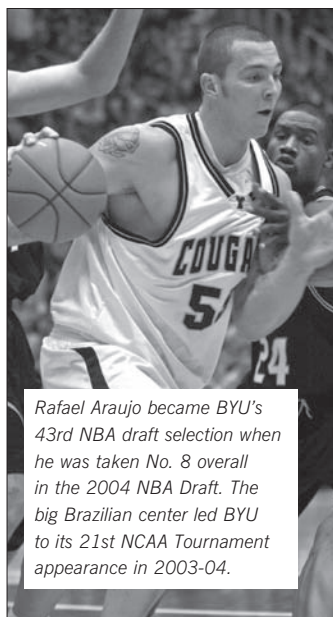 COUGA
5
24
Rafael Araujo became BYU's
43rd NBA draft selection when
he was taken No. 8 overall
in the 2004 NBA Draft. The
big Brazilian center led BYU
to its 21st NCAA Tournament
appearance in 2003-04.